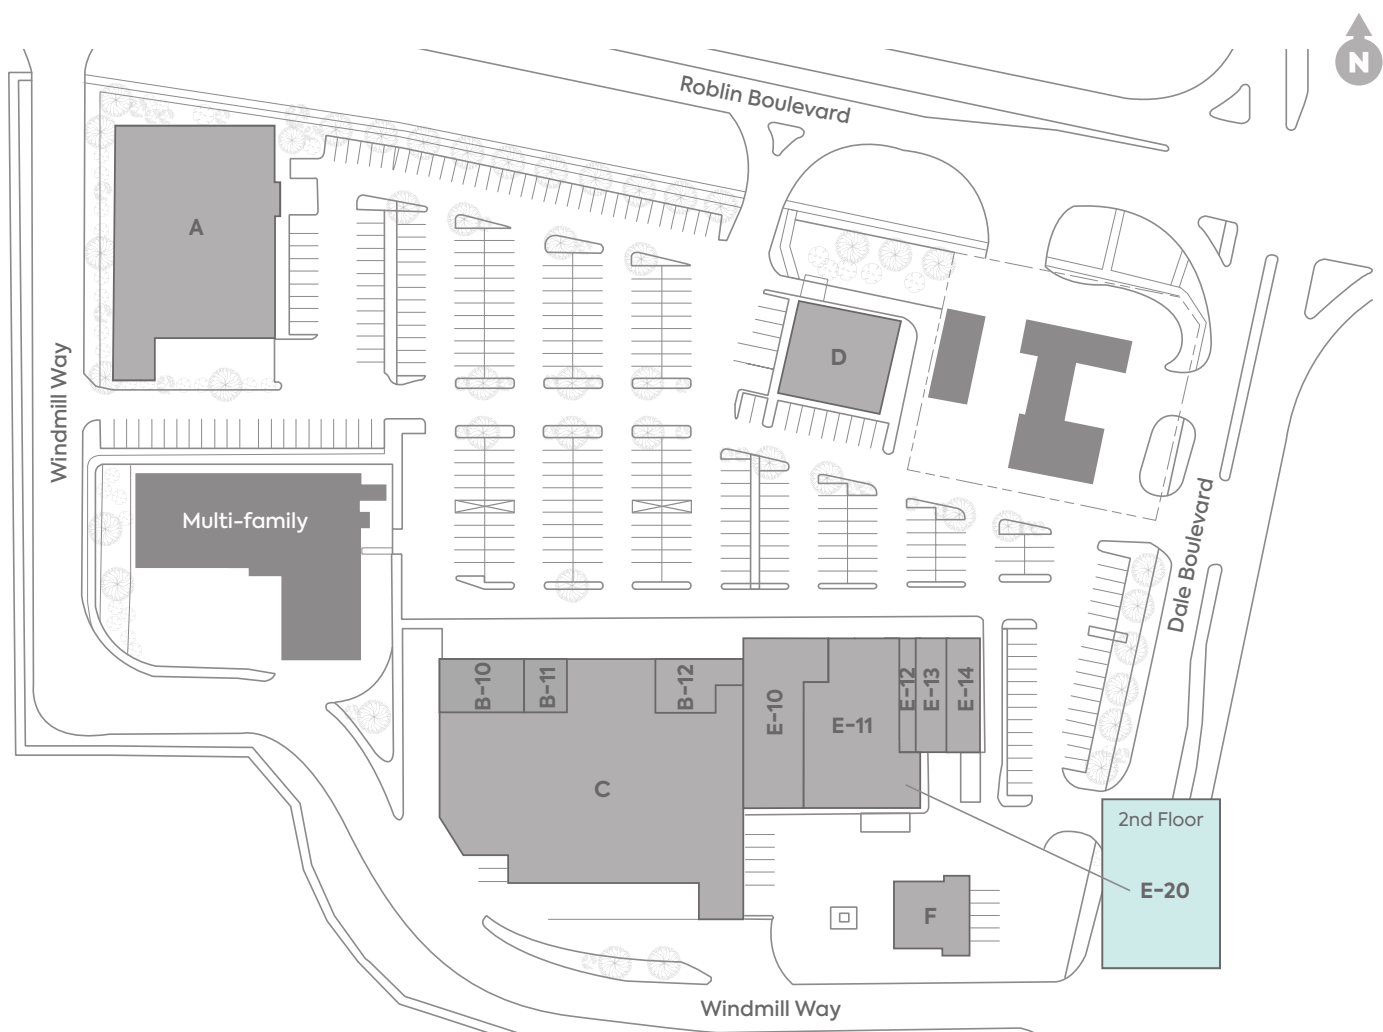 N
Roblin Boulevard
A
Windmill Way
D
Multi-family
Dale Boulevard
B-10
B-11
B-12
E-10
E-11
E-12
E-13
E-14
C
2nd Floor
E-20
F
Windmill Way